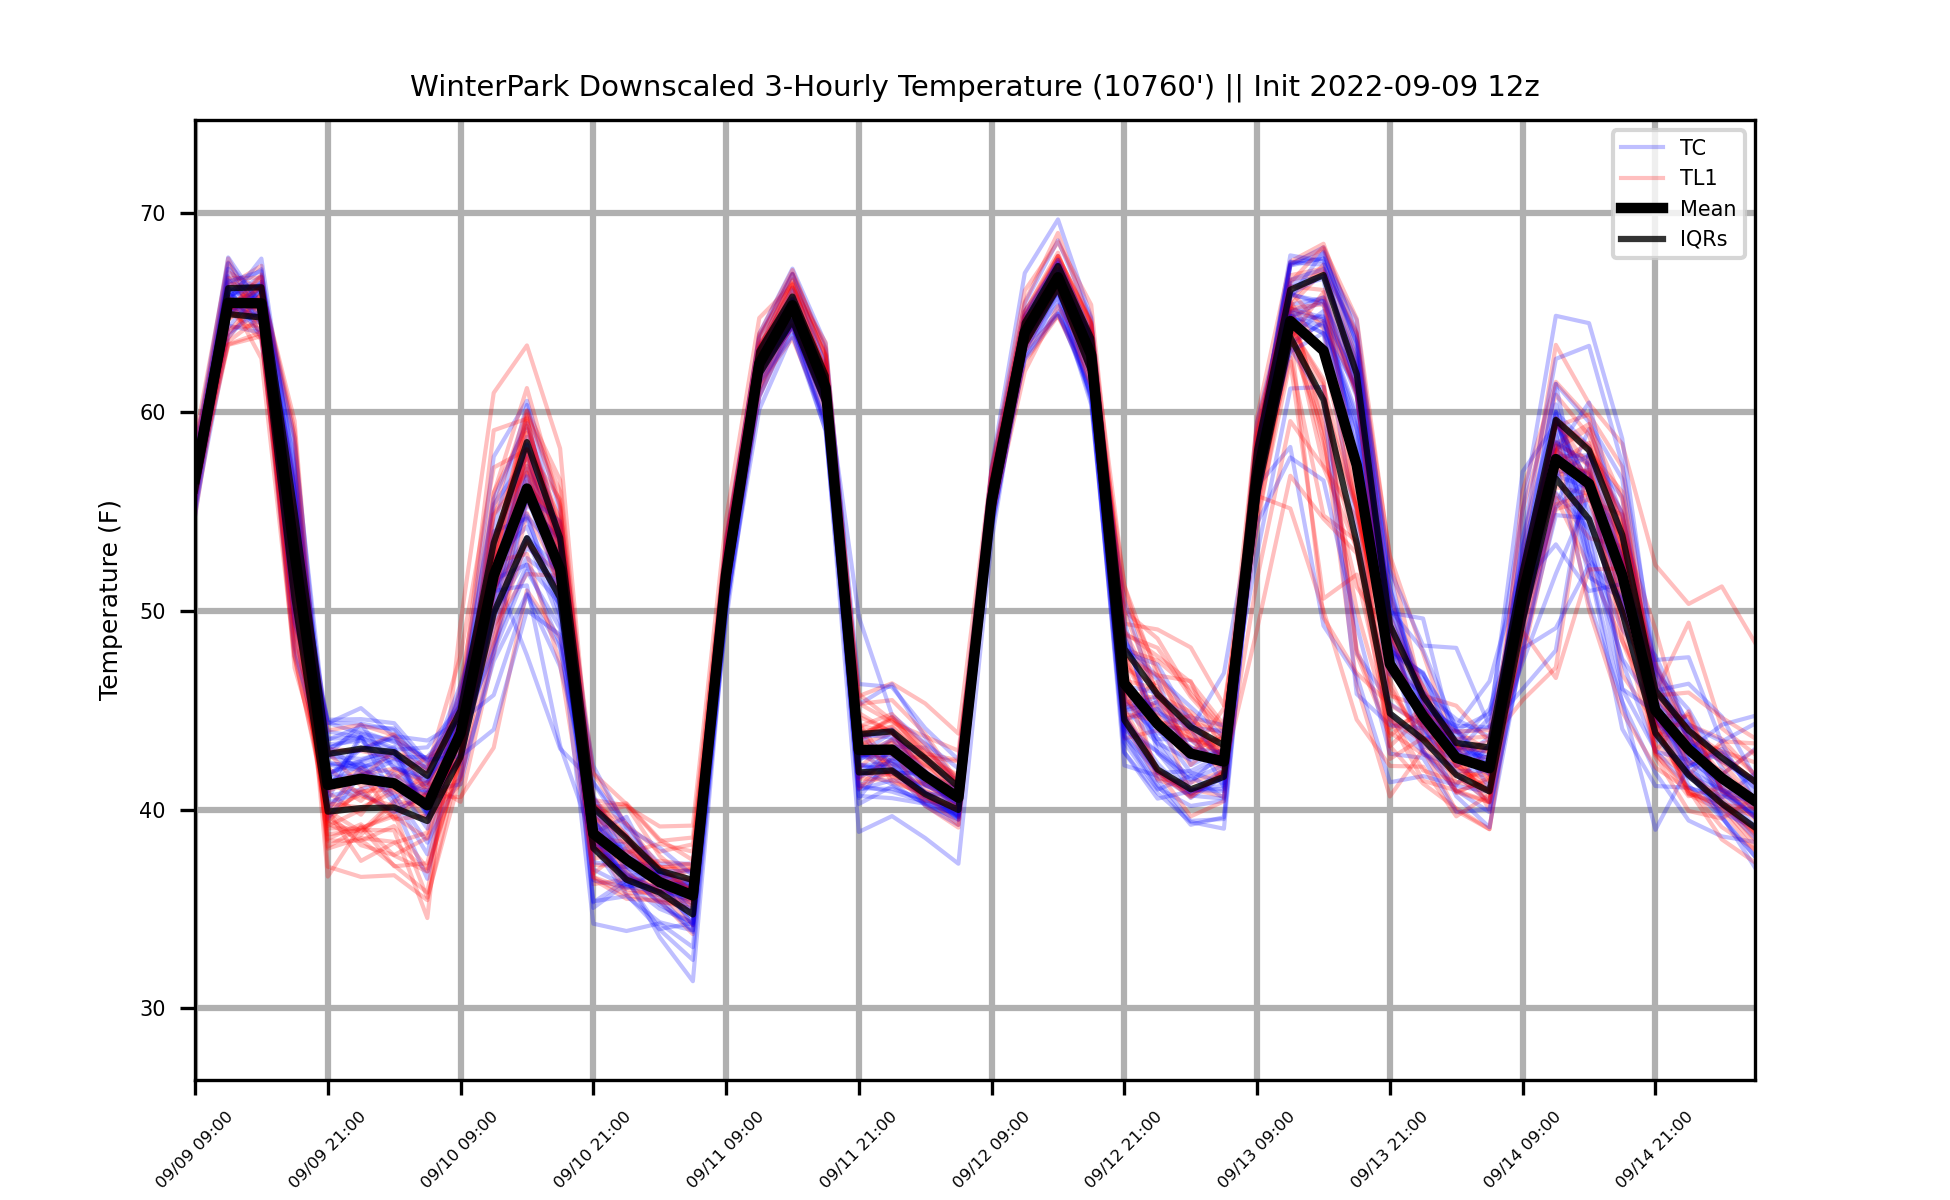 WinterPark Downscaled 3-Hourly Temperature (10760') || Init 2022-09-09 12z
TC
TL1
Mean
IQRs
70
60
50
40
30
Temperature (F)
09/09 09:00
09/09 21:00
09/10 09:00
09/10 21:00
09/11 09:00
09/11 21:00
09/12 09:00
09/12 21:00
09/13 09:00
09/13 21:00
09/14 09:00
09/14 21:00